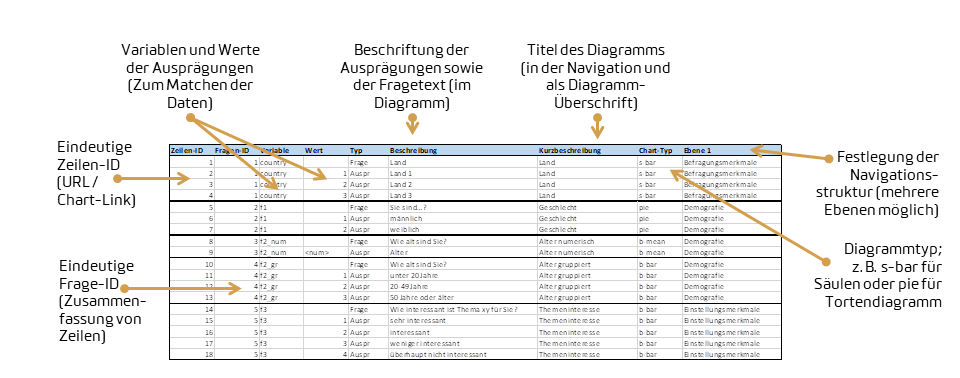 Variablen und Werte
der Ausprägungen
(Zum Matchen der
Daten)
Beschriftung der
Ausprägungen sowie
der Fragetext (im
Diagramm)
Titel des Diagramms
(in der Navigation und
als Diagramm-
Überschrift)
Eindeutige
Zeilen-ID
(URL /
Chart-Link)
Eindeutige
Frage-ID
(Zusammen-
fassung von
Zeilen)
Zeilen-ID Fragen-ID Variable Wert Typ Beschreibung Kurzbeschreibung Chart-Typ Ebene 1
1 1 country Frage Land Land s-bar Befragungsmerkmale
2 1 country 1 Auspr Land 1 Land s-bar Befragungsmerkmale
3 1 country 2 Auspr Land 2 Land s-bar Befragungsmerkmale
4 1 country 3 Auspr Land 3 Land s-bar Befragungsmerkmale
5 2 f1 Frage Sie sind...? Geschlecht pie Demografie
6 2 f1 1 Auspr männlich Geschlecht pie Demografie
7 2 f1 2 Auspr weiblich Geschlecht pie Demografie
8 3 f2_num Frage Wie alt sind Sie? Alter numerisch b-mean Demografie
9 3 f2_num <num> Auspr Alter Alter numerisch b-mean Demografie
10 4 f2_gr Frage Wie alt sind Sie? Alter gruppiert b-bar Demografie
11 4 f2_gr 1 Auspr unter 20 Jahre Alter gruppiert b-bar Demografie
12 4 f2_gr 2 Auspr 20-49 Jahre Alter gruppiert b-bar Demografie
13 4 f2_gr 3 Auspr 50 Jahre oder älter Alter gruppiert b-bar Demografie
14 5 f3 Frage Wie interessant ist Thema xy für Sie? Themeninteresse b-bar Einstellungsmerkmale
15 5 f3 1 Auspr sehr interessant Themeninteresse b-bar Einstellungsmerkmale
16 5 f3 2 Auspr interessant Themeninteresse b-bar Einstellungsmerkmale
17 5 f3 3 Auspr weniger interessant Themeninteresse b-bar Einstellungsmerkmale
18 5 f3 4 Auspr überhaupt nicht interessant Themeninteresse b-bar Einstellungsmerkmale
Festlegung der
Navigations-
struktur (mehrere
Ebenen möglich)
Diagrammtyp;
z. B. s-bar für
Säulen oder pie für
Tortendiagramm